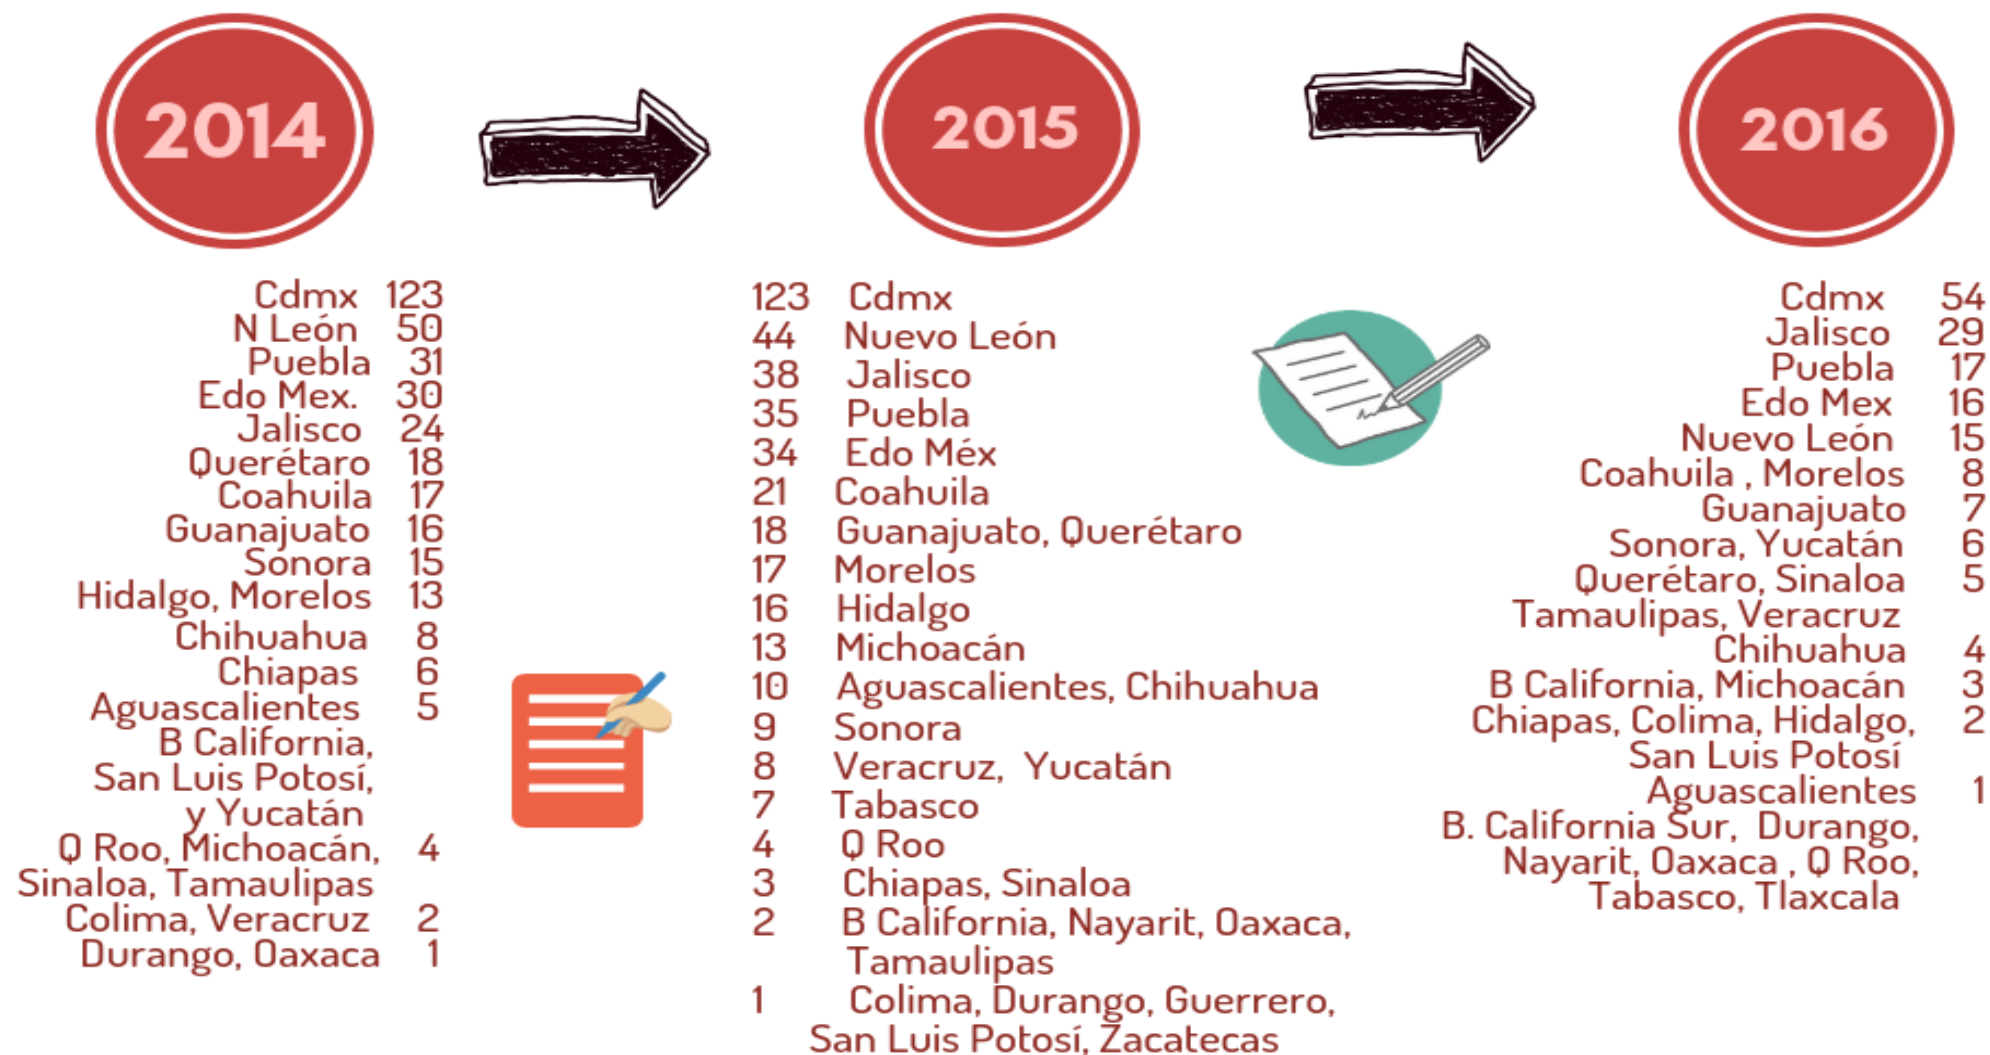 2014
Cdmx 123
N León 50
Puebla 31
Edo Mex. 30
Jalisco 24
Querétaro 18
Coahuila 17
Guanajuato 16
Sonora 15
Hidalgo, Morelos 13
Chihuahua 8
Chiapas 6
Aguascalientes 5
B California,
San Luis Potosí,
y Yucatán
Q Roo, Michoacán, 4
Sinaloa, Tamaulipas
Colima, Veracruz 2
Durango, Oaxaca 1
2015
123 Cdmx
44 Nuevo León
38 Jalisco
35 Puebla
34 Edo Méx
21 Coahuila
18 Guanajuato, Querétaro
17 Morelos
16 Hidalgo
13 Michoacán
10 Aguascalientes, Chihuahua
9 Sonora
8 Veracruz, Yucatán
7 Tabasco
4 Q Roo
3 Chiapas, Sinaloa
2 B California, Nayarit, Oaxaca,
Tamaulipas
1 Colima, Durango, Guerrero,
San Luis Potosí, Zacatecas
2016
Cdmx 54
Jalisco 29
Puebla 17
Edo Mex 16
Nuevo León 15
Coahuila , Morelos 8
Guanajuato 7
Sonora, Yucatán 6
Querétaro, Sinaloa 5
Tamaulipas, Veracruz
Chihuahua 4
B California, Michoacán 3
Chiapas, Colima, Hidalgo, 2
San Luis Potosí
Aguascalientes 1
B. California Sur, Durango,
Nayarit, Oaxaca , Q Roo,
Tabasco, Tlaxcala